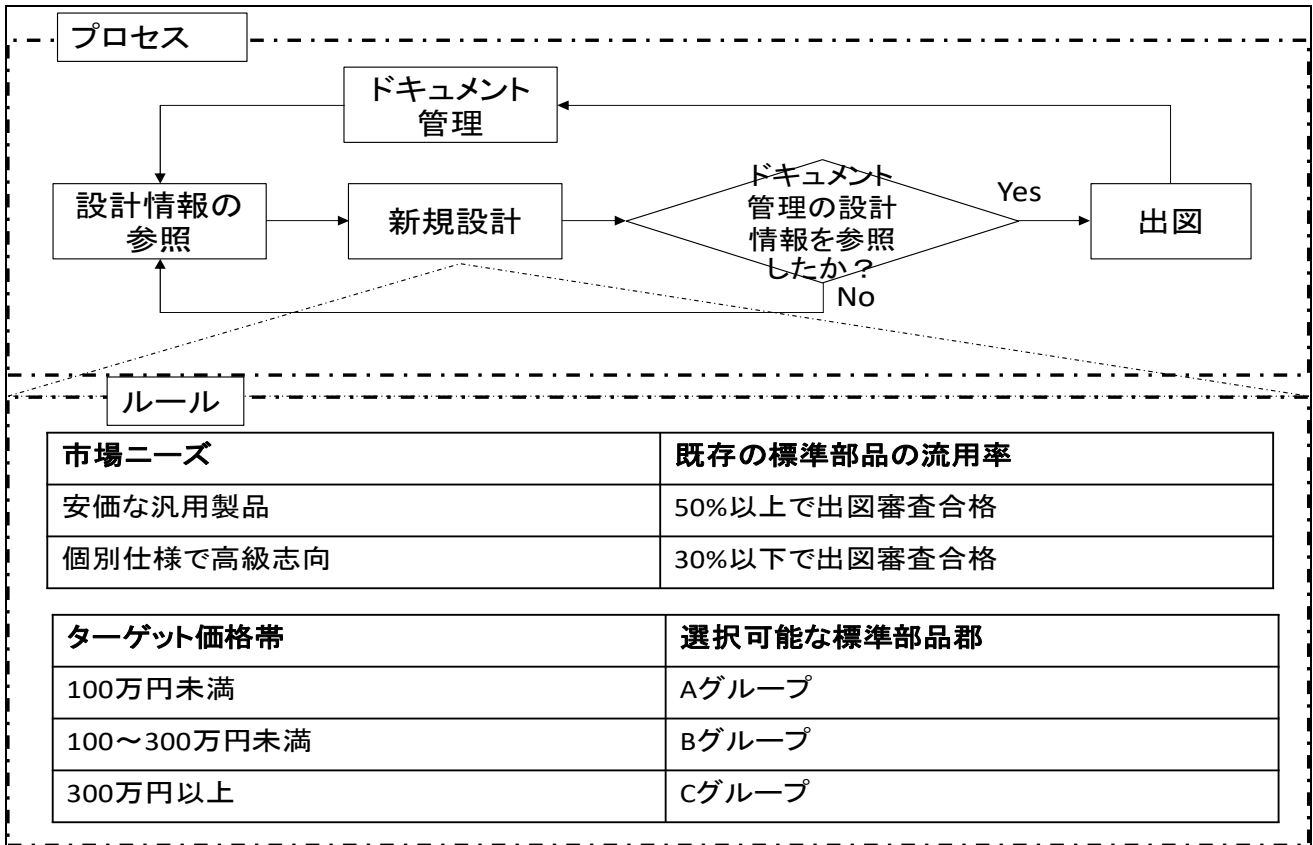 プロセス
ドキュメント
管理
設計情報の
参照
新規設計
ドキュメント
管理の設計
情報を参照
したか？
Yes
No
出図
ルール
市場ニーズ 既存の標準部品の流用率
安価な汎用製品 50%以上で出図審査合格
個別仕様で高級志向 30%以下で出図審査合格
ターゲット価格帯 選択可能な標準部品郡
100万円未満 Aグループ
100～300万円未満 Bグループ
300万円以上 Cグループ